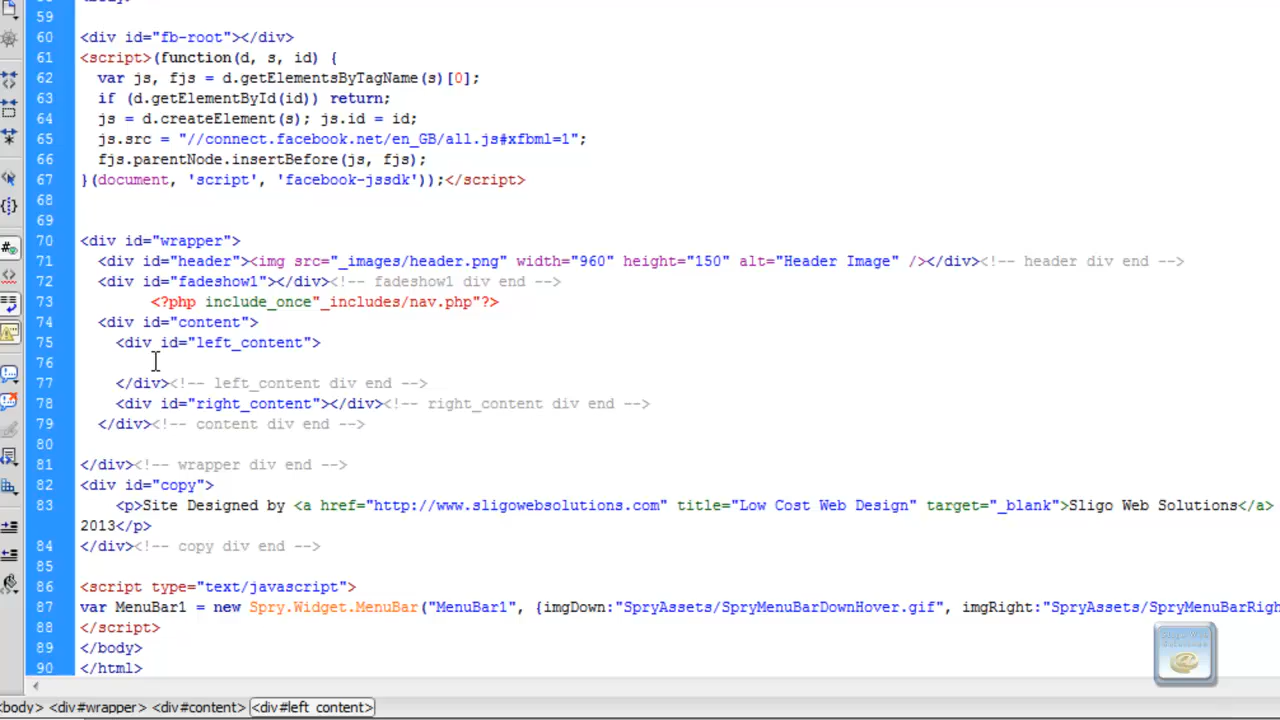 59
60 <div id="fb-root"></div>
61 <script>(function(d, s, id) {
62 var js, fjs = d.getElementsByTagName(s)[0];
63 if (d.getElementById(id)) return;
64 js = d.createElement(s); js.id = id;
65 js.src = "//connect.facebook.net/en_GB/all.js#xfbml=1";
66 fjs.parentNode.insertBefore(js, fjs);
67 }(document, 'script', 'facebook-jssdk'));</script>
68
69
70 <div id="wrapper">
71 <div id="header"><img src="_images/header.png" width="960" height="150" alt="Header Image" /></div><!-- header div end -->
72 <div id="fadeshow1"></div><!-- fadeshow1 div end -->
73 <?php include_once"_includes/nav.php"?>
74 <div id="content">
75 <div id="left_content">
76
77 </div><!-- left_content div end -->
78 <div id="right_content"></div><!-- right_content div end -->
79 </div><!-- content div end -->
80
81 </div><!-- wrapper div end -->
82 <div id="copy">
83 <p>Site Designed by <a href="http://www.sligowebsolutions.com" title="Low Cost Web Design" target="_blank">Sligo Web Solutions</a>
2013</p>
84 </div><!-- copy div end -->
85
86 <script type="text/javascript">
87 var MenuBar1 = new Spry.Widget.MenuBar("MenuBar1", {imgDown:"SpryAssets/SpryMenuBarDownHover.gif", imgRight:"SpryAssets/SpryMenuBarRigh
88 </script>
89 </body>
90 </html>
<body> <div#wrapper> <div#content> <div#left_content>